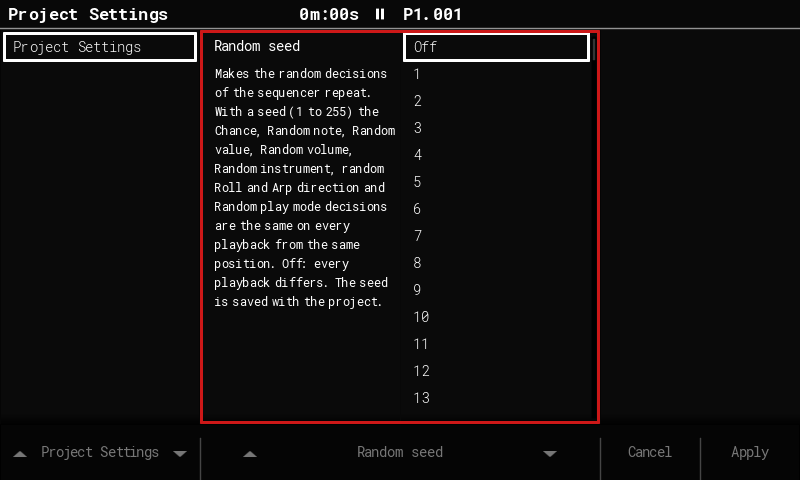 Project Settings 0m:00s P1.001
Project Settings
Random seed
Makes the random decisions
of the sequencer repeat.
With a seed (1 to 255) the
Chance, Random note, Random
value, Random volume,
Random instrument, random
Roll and Arp direction and
Random play mode decisions
are the same on every
playback from the same
position. Off: every
playback differs. The seed
is saved with the project.
Off
1
2
3
4
5
6
7
8
9
10
11
12
13
Project Settings Random seed Cancel Apply